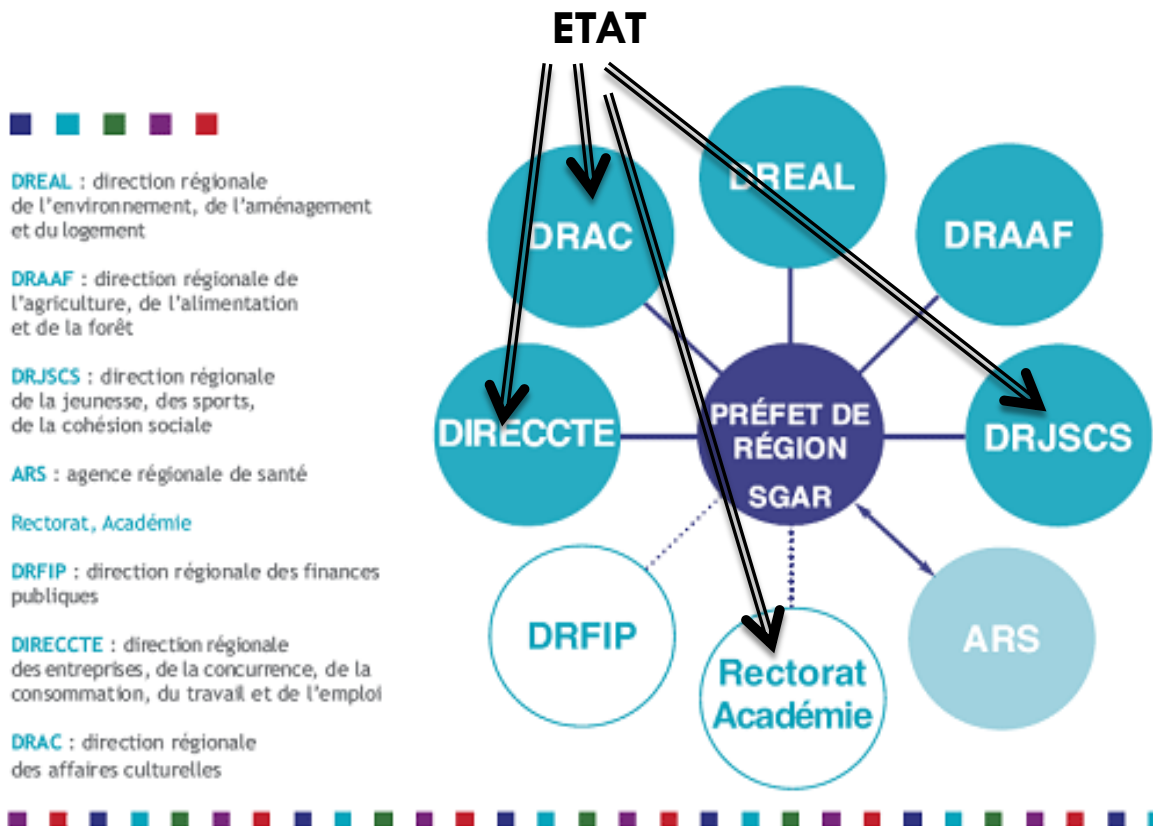 ETAT
DREAL : direction régionale
de l'environnement, de l'aménagement
et du logement
DRAAF : direction régionale de
l'agriculture, de l'alimentation
et de la forêt
DRJSCS : direction régionale
de la jeunesse, des sports,
de la cohésion sociale
ARS : agence régionale de santé
Rectorat, Académie
DRFIP : direction régionale des finances
publiques
DIRECCTE : direction régionale
des entreprises, de la concurrence, de la
consommation, du travail et de l'emploi
DRAC : direction régionale
des affaires culturelles
DREAL
DRAC
DRAAF
DIRECCTE
PRÉFET DE
RÉGION
SGAR
DRJSCS
DRFIP
Rectorat
Académie
ARS